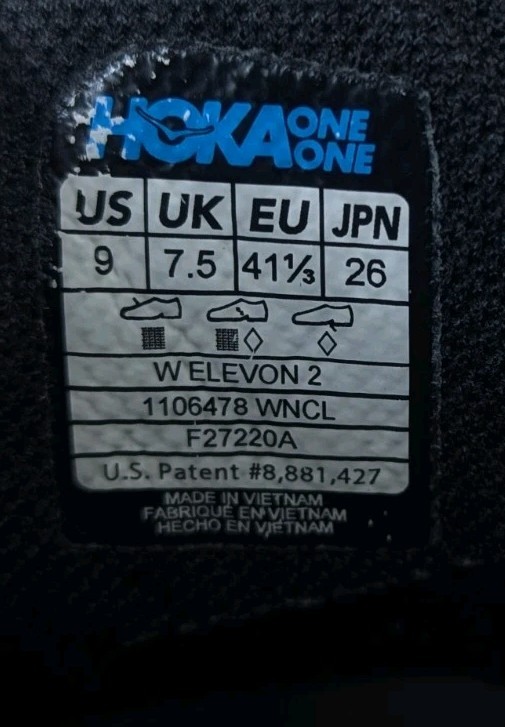 HOKA ONE ONE
US UK EU JPN
9 7.5 41⅓ 26
W ELEVON 2
1106478 WNCL
F27220A
U.S. Patent #8,881,427
MADE IN VIETNAM
FABRIQUE EN VIETNAM
HECHO EN VIETNAM